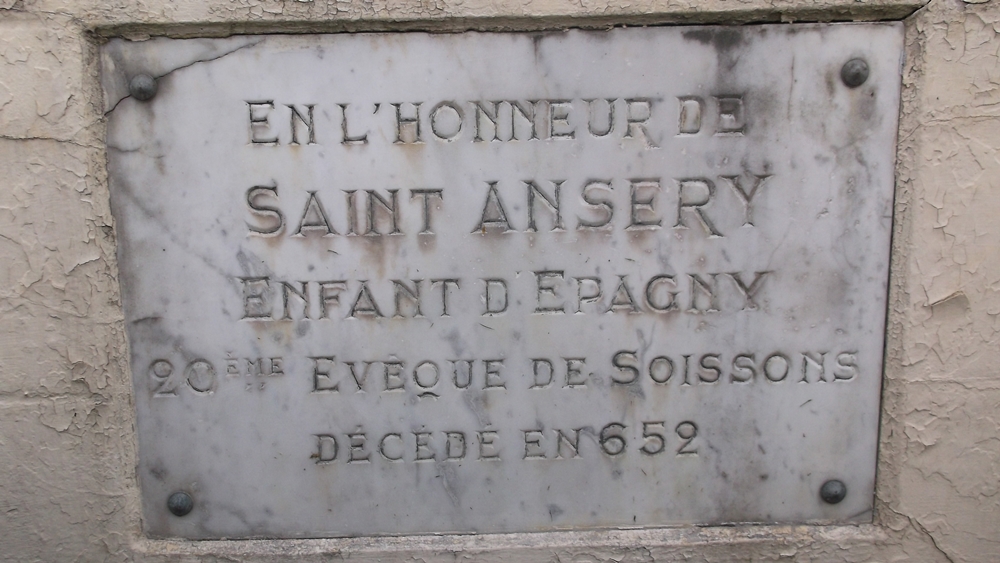 EN L'HONNEUR DE
SAINT ANSERY
ENFANT D'EPAGNY
20ÈME EVÊQUE DE SOISSONS
DÉCÉDÉ EN 652